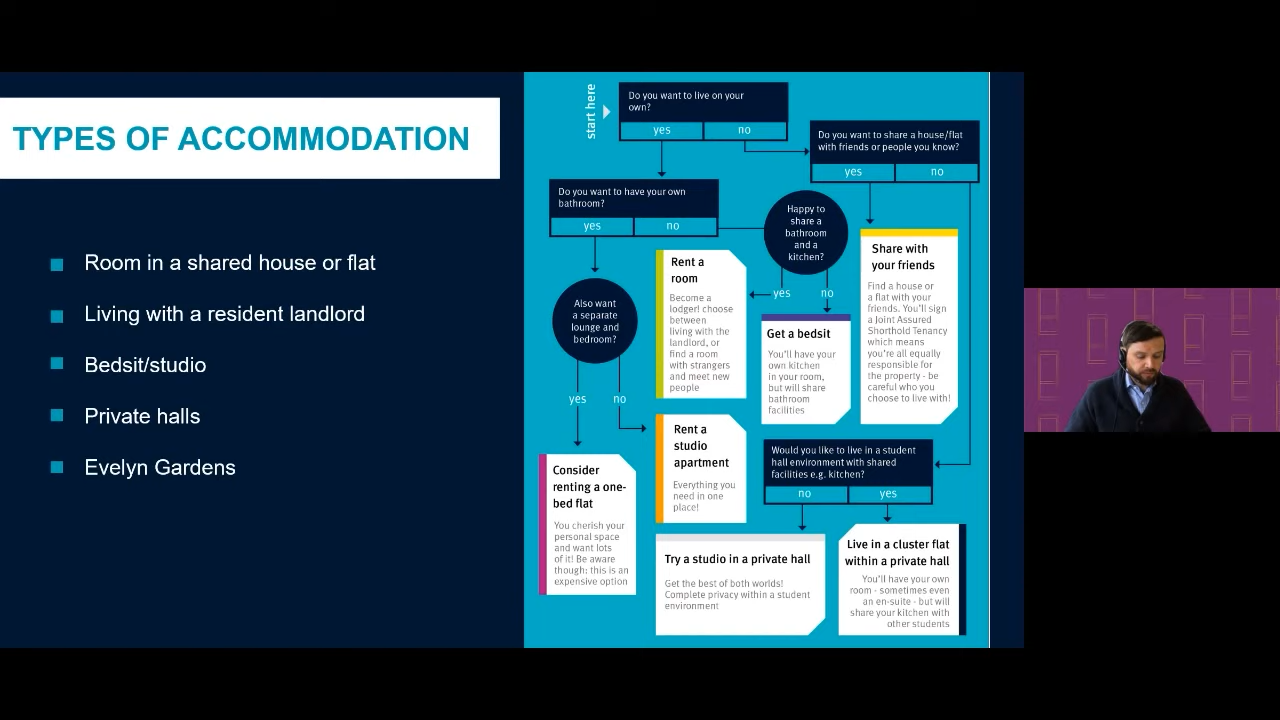 TYPES OF ACCOMMODATION
Room in a shared house or flat
Living with a resident landlord
Bedsit/studio
Private halls
Evelyn Gardens
start here
Do you want to live on your
own?
yes
no
Do you want to share a house/flat
with friends or people you know?
yes
no
Do you want to have your own
bathroom?
yes
no
Happy to
share a
bathroom
and a
kitchen?
yes
no
Share with
your friends
Find a house or
a flat with your
friends. You'll sign
a Joint Assured
Shorthold Tenancy
which means
you're all equally
responsible for
the property - be
careful who you
choose to live with!
Rent a
room
Become a
lodger! choose
between
living with the
landlord, or
find a room
with strangers
and meet new
people
Get a bedsit
You'll have your
own kitchen
in your room,
but will share
bathroom
facilities
Also want
a separate
lounge and
bedroom?
yes
no
Rent a
studio
apartment
Everything you
need in one
place!
Consider
renting a one-
bed flat
You cherish your
personal space
and want lots
of it! Be aware
though: this is an
expensive option
Would you like to live in a student
hall environment with shared
facilities e.g. kitchen?
no
yes
Try a studio in a private hall
Get the best of both worlds!
Complete privacy within a student
environment
Live in a cluster flat
within a private hall
You'll have your own
room - sometimes even
an en-suite - but will
share your kitchen with
other students